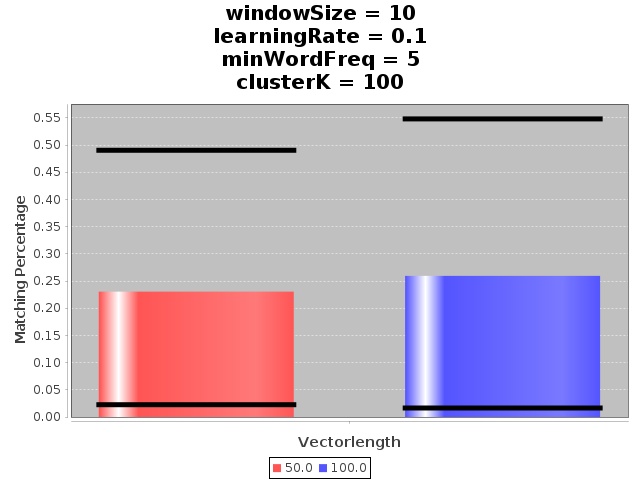 windowSize = 10
learningRate = 0.1
minWordFreq = 5
clusterK = 100
0.55
0.50
0.45
0.40
0.35
0.30
0.25
0.20
0.15
0.10
0.05
0.00
Matching Percentage
Vectorlength
50.0 100.0